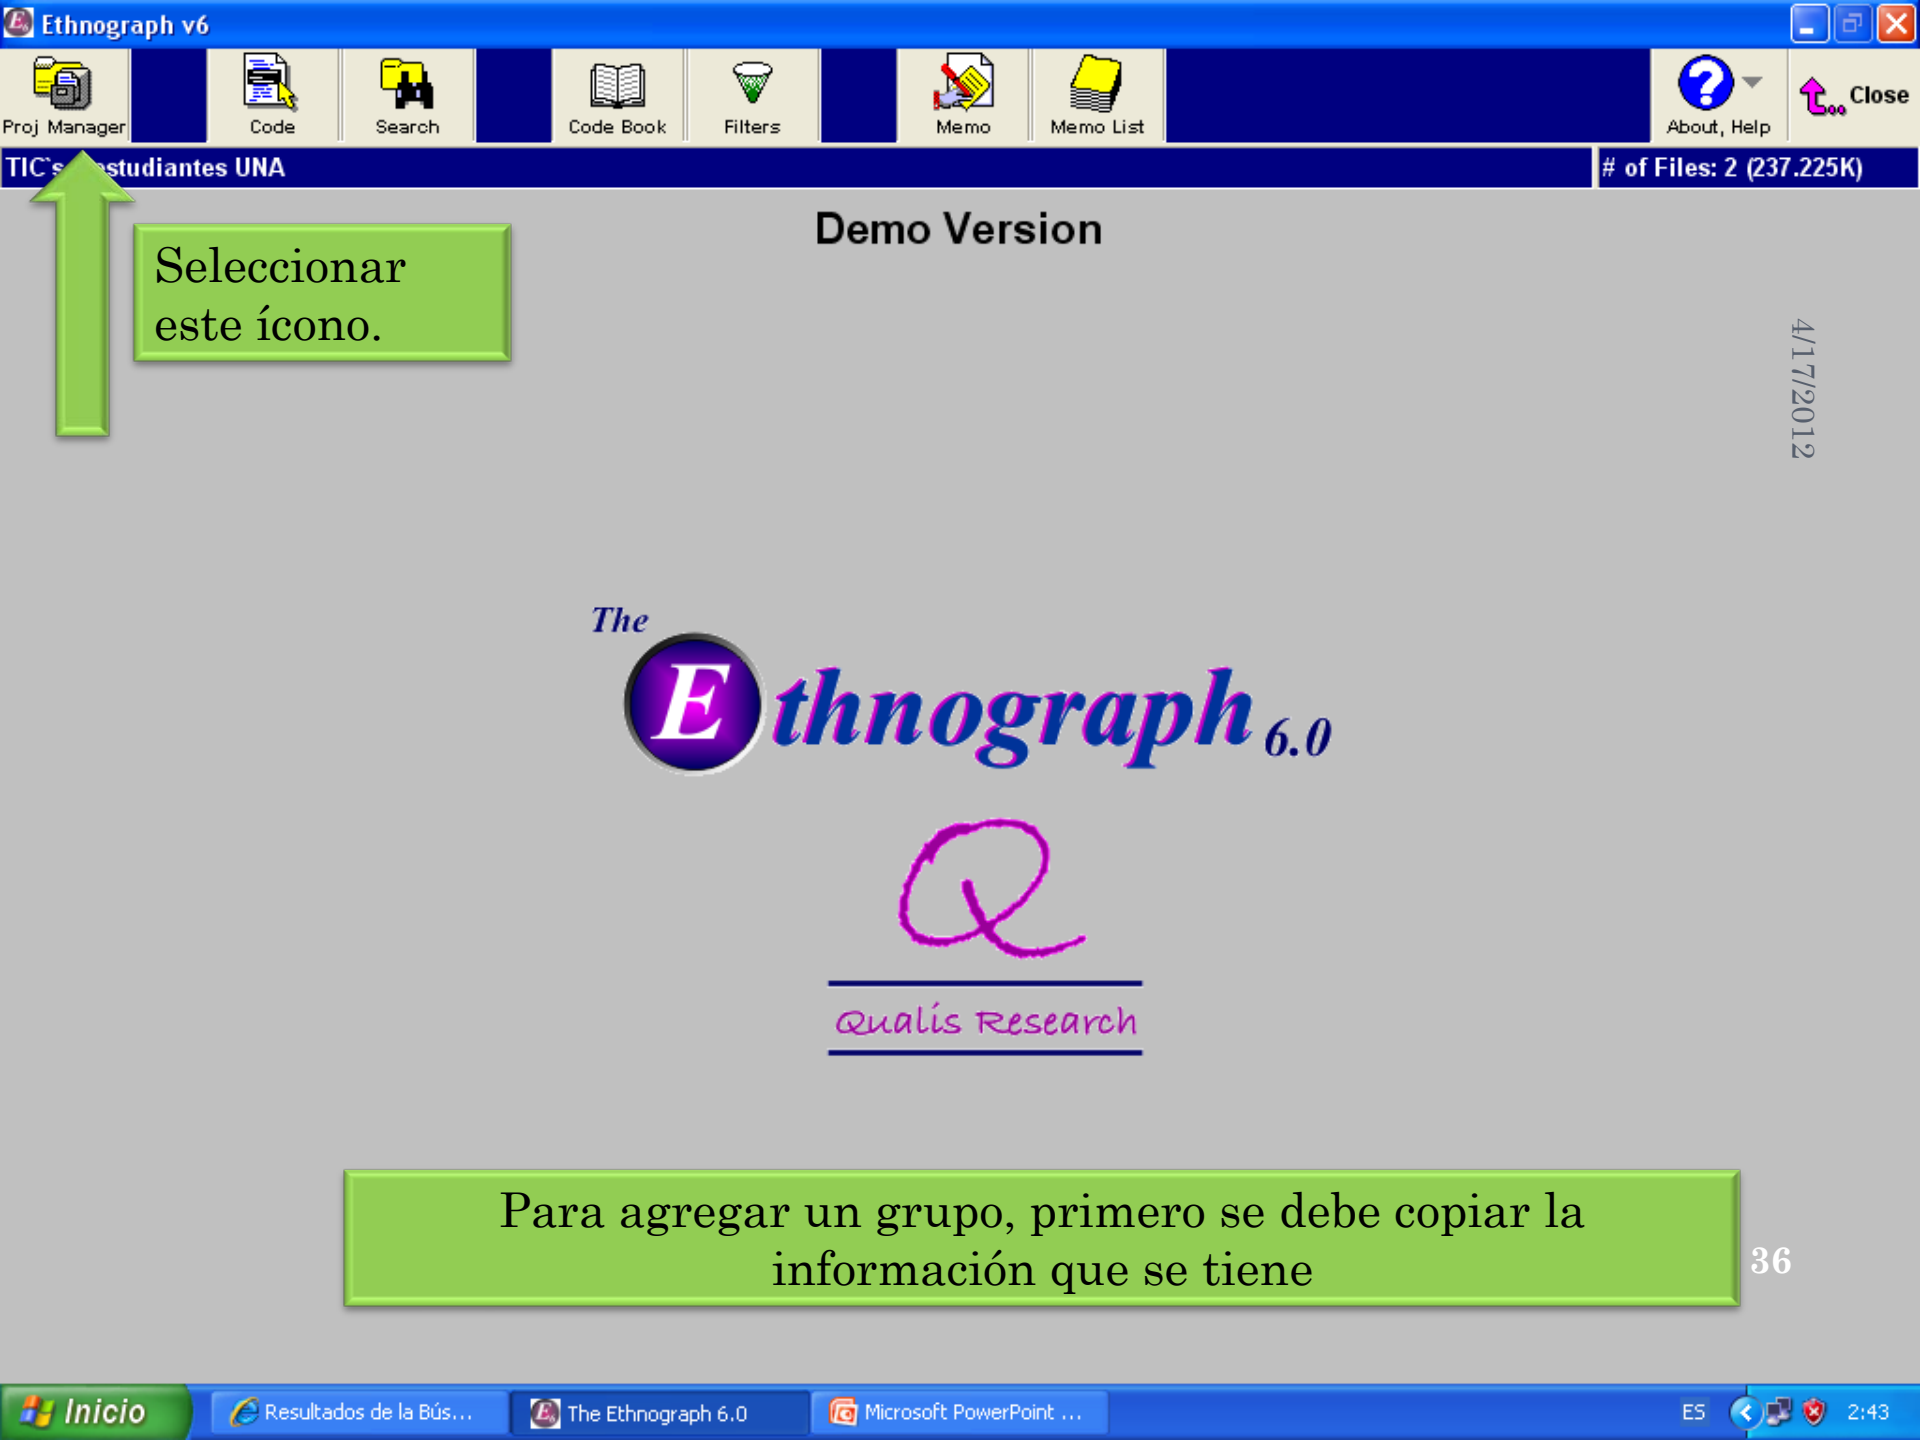 Ethnograph v6
Proj Manager
Code
Search
Code Book
Filters
Memo
Memo List
About, Help
Close
TIC`s estudiantes UNA
# of Files: 2 (237.225K)
Demo Version
Seleccionar
este ícono.
4/17/2012
The
Ethnograph 6.0
Qualis Research
Para agregar un grupo, primero se debe copiar la
información que se tiene
36
Inicio
Resultados de la Bús...
The Ethnograph 6.0
Microsoft PowerPoint ...
ES
2:43